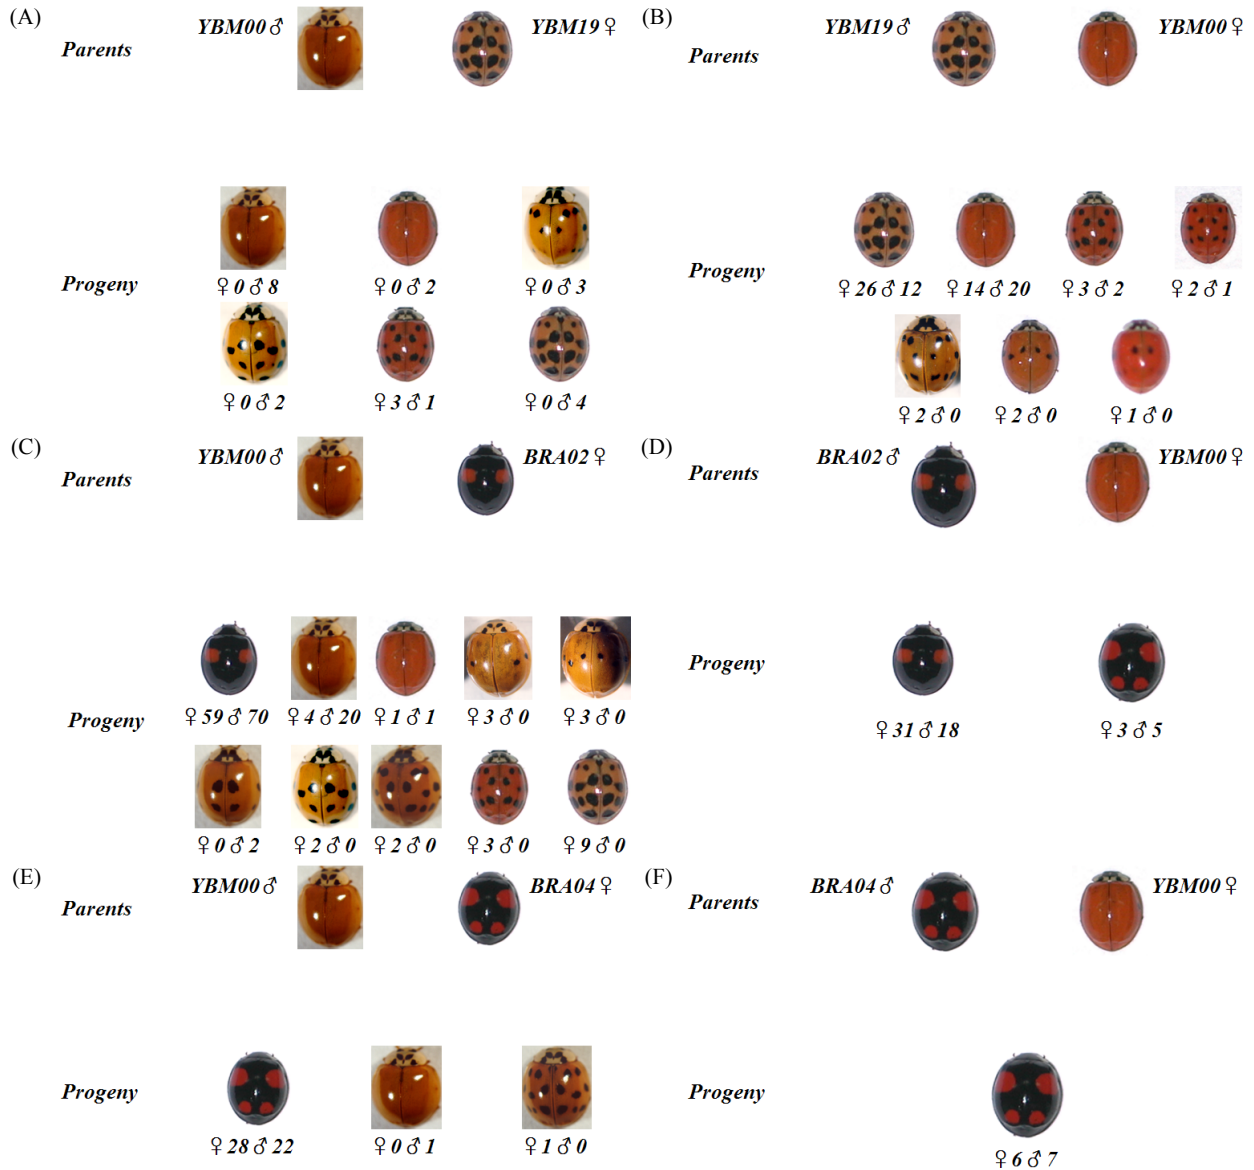 (A)
YBM00♂ YBM19♀
Parents
Progeny
♀0♂8 ♀0♂2 ♀0♂3
♀0♂2 ♀3♂1 ♀0♂4
(B)
YBM19♂ YBM00♀
Parents
Progeny
♀26♂12 ♀14♂20 ♀3♂2 ♀2♂1
♀2♂0 ♀2♂0 ♀1♂0
(C)
YBM00♂ BRA02♀
Parents
Progeny
♀59♂70 ♀4♂20 ♀1♂1 ♀3♂0 ♀3♂0
♀0♂2 ♀2♂0 ♀2♂0 ♀3♂0 ♀9♂0
(D)
BRA02♂ YBM00♀
Parents
Progeny
♀31♂18 ♀3♂5
(E)
YBM00♂ BRA04♀
Parents
Progeny
♀28♂22 ♀0♂1 ♀1♂0
(F)
BRA04♂ YBM00♀
Parents
Progeny
♀6♂7